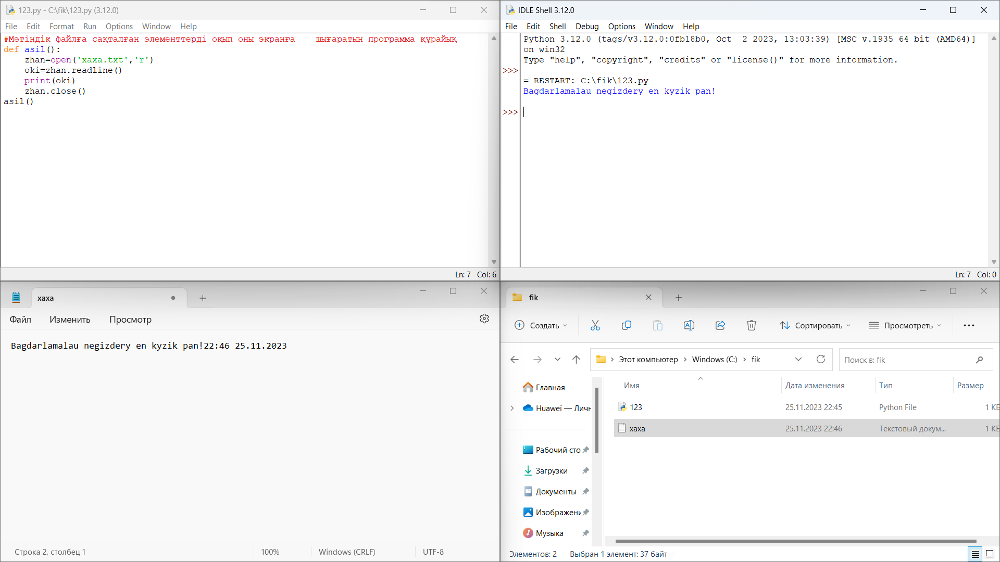 123.py - C:\fik\123.py (3.12.0)
File Edit Format Run Options Window Help
#Мәтіндік файлға сақталған элементтерді оқып оны экранға    шығаратын программа құрайық
def asil():
    zhan=open('xaxa.txt','r')
    oki=zhan.readline()
    print(oki)
    zhan.close()
asil()
Ln: 7 Col: 6
IDLE Shell 3.12.0
File Edit Shell Debug Options Window Help
Python 3.12.0 (tags/v3.12.0:0fb18b0, Oct  2 2023, 13:03:39) [MSC v.1935 64 bit (AMD64)]
on win32
Type "help", "copyright", "credits" or "license()" for more information.
>>>
= RESTART: C:\fik\123.py
Bagdarlamalau negizdery en kyzik pan!
>>>
Ln: 7 Col: 0
xaxa
Файл Изменить Просмотр
Bagdarlamalau negizdery en kyzik pan!22:46 25.11.2023
Строка 2, столбец 1 100% Windows (CRLF) UTF-8
fik
Создать Сортировать Просмотреть
Этот компьютер Windows (C:) fik Поиск в: fik
Имя Дата изменения Тип Размер
123 25.11.2023 22:45 Python File 1 КБ
xaxa 25.11.2023 22:46 Текстовый докум... 1 КБ
Главная
Huawei — Личн
Рабочий сто
Загрузки
Документы
Изображени
Музыка
Элементов: 2 Выбран 1 элемент: 37 байт